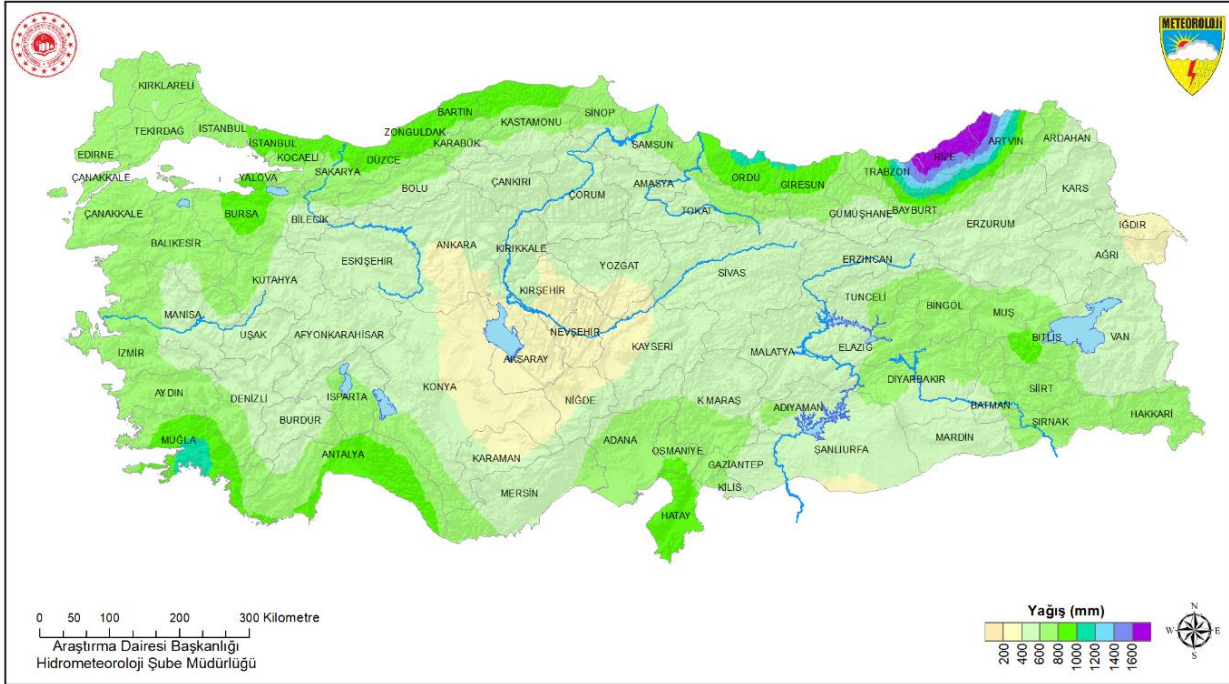 METEOROLOJİ
KIRKLARELİ
TEKİRDAĞ
İSTANBUL
EDİRNE
ÇANAKKALE
İSTANBUL
KOCAELİ
YALOVA
SAKARYA
DÜZCE
ZONGULDAK
BARTIN
KARABÜK
KASTAMONU
SİNOP
SAMSUN
ORDU
GİRESUN
TRABZON
RİZE
ARTVİN
ARDAHAN
ÇANAKKALE
BURSA
BİLECİK
BOLU
ÇANKIRI
ÇORUM
AMASYA
TOKAT
GÜMÜŞHANE
BAYBURT
ERZURUM
KARS
IĞDIR
BALIKESİR
KUTAHYA
ESKİŞEHİR
ANKARA
KIRIKKALE
YOZGAT
SİVAS
ERZİNCAN
AĞRI
MANİSA
UŞAK
AFYONKARAHİSAR
KIRŞEHİR
NEVŞEHİR
KAYSERİ
TUNCELİ
BİNGÖL
MUŞ
BİTLİS
VAN
İZMİR
AKSARAY
MALATYA
ELAZIĞ
AYDIN
DENİZLİ
ISPARTA
KONYA
NİĞDE
K.MARAŞ
ADIYAMAN
DİYARBAKIR
BATMAN
SİİRT
ŞIRNAK
HAKKARİ
MUĞLA
BURDUR
ANTALYA
KARAMAN
MERSİN
ADANA
OSMANİYE
GAZİANTEP
KİLİS
ŞANLIURFA
MARDİN
HATAY
0 50 100 200 300 Kilometre
Araştırma Dairesi Başkanlığı
Hidrometeoroloji Şube Müdürlüğü
Yağış (mm)
200 400 600 800 1000 1200 1400 1600
N
W E
S